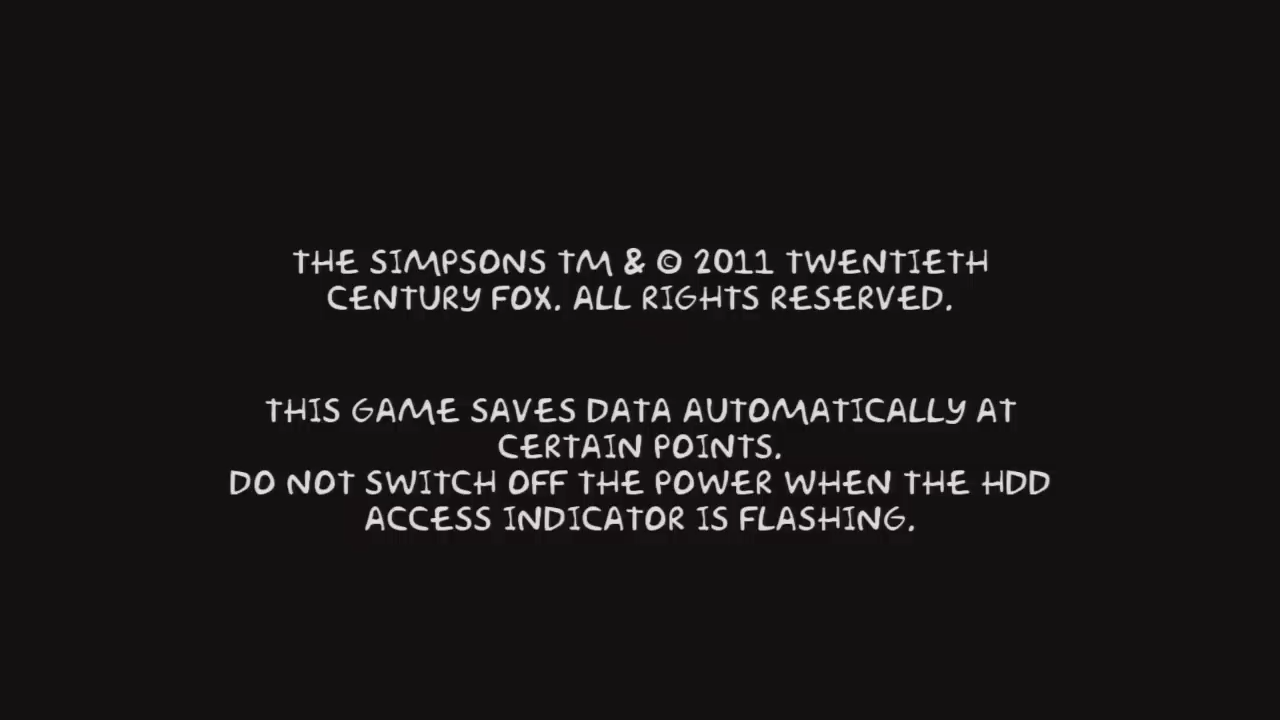 THE SIMPSONS TM & © 2011 TWENTIETH
CENTURY FOX. ALL RIGHTS RESERVED.
THIS GAME SAVES DATA AUTOMATICALLY AT
CERTAIN POINTS.
DO NOT SWITCH OFF THE POWER WHEN THE HDD
ACCESS INDICATOR IS FLASHING.